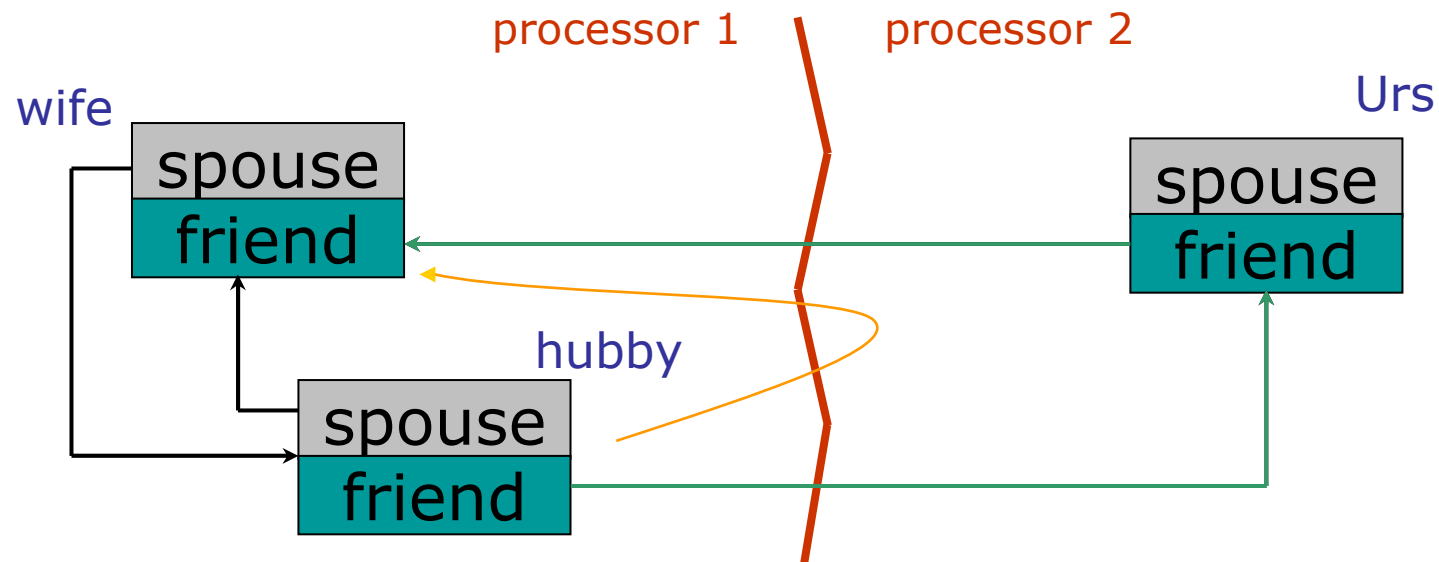 processor 1
processor 2
wife
Urs
spouse
friend
spouse
friend
hubby
spouse
friend